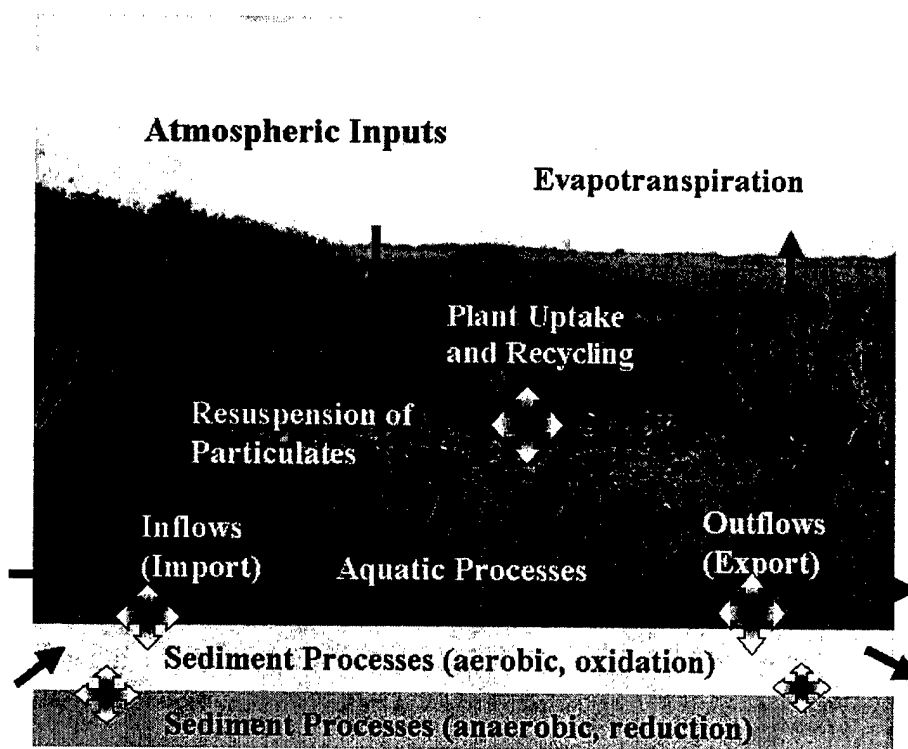 Atmospheric Inputs
Evapotranspiration
Plant Uptake
and Recycling
Resuspension of
Particulates
Inflows
(Import)
Aquatic Processes
Outflows
(Export)
Sediment Processes (aerobic, oxidation)
Sediment Processes (anaerobic, reduction)